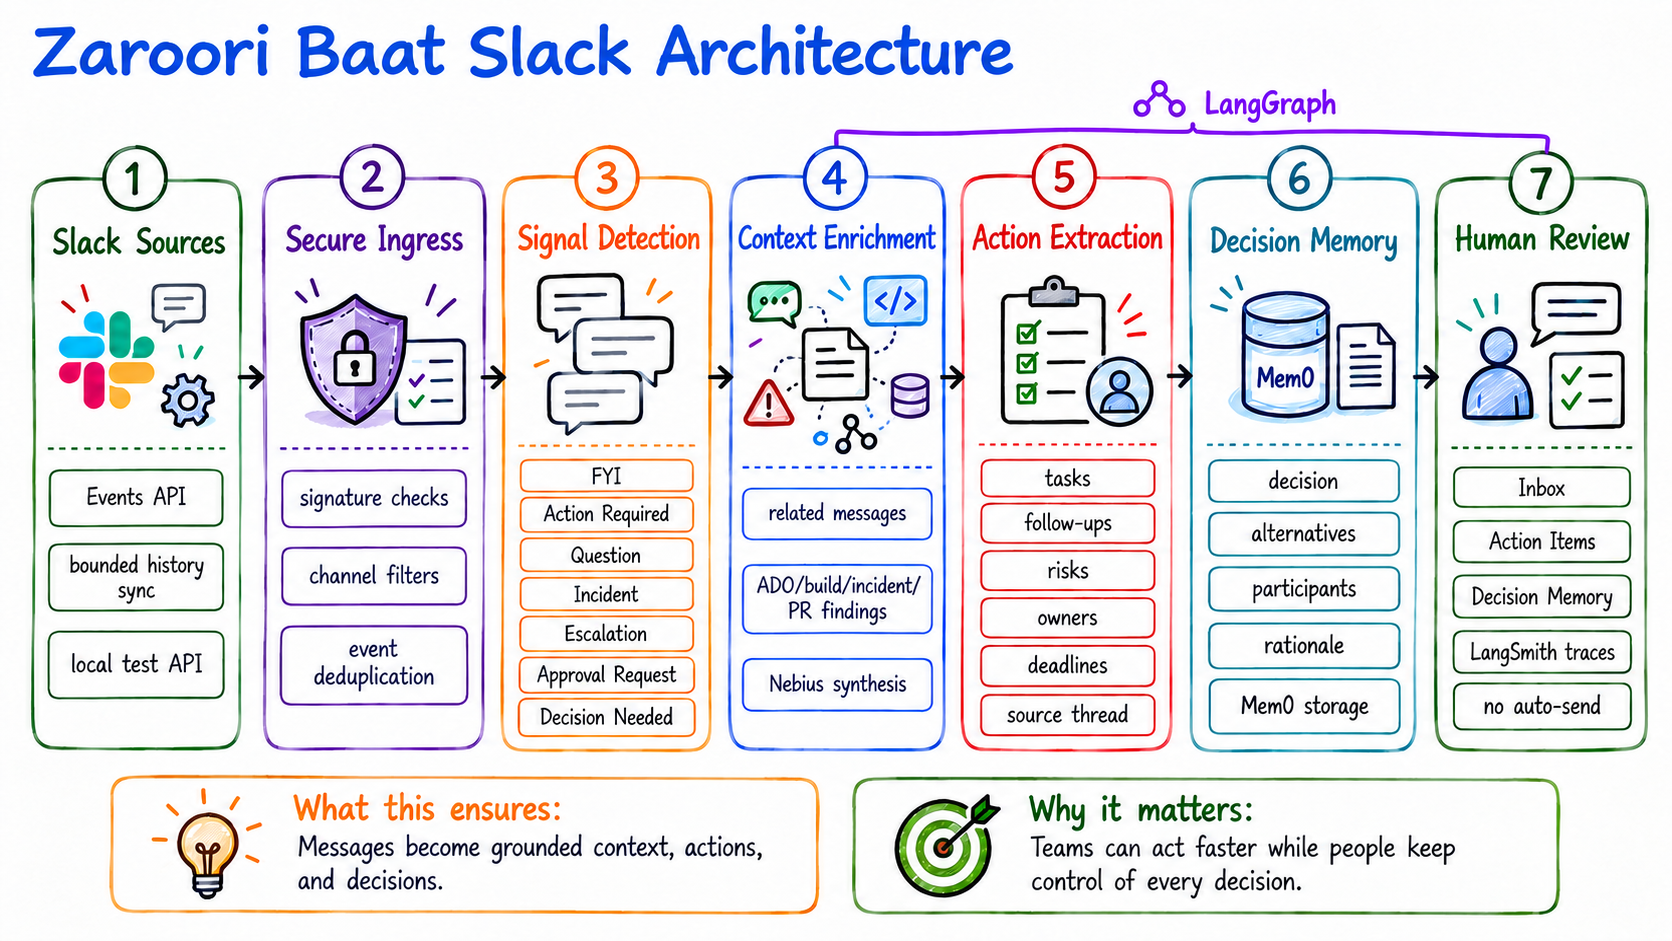 Zaroori Baat Slack Architecture
LangGraph
1
Slack Sources
Events API
bounded history
sync
local test API
2
Secure Ingress
signature checks
channel filters
event
deduplication
3
Signal Detection
FYI
Action Required
Question
Incident
Escalation
Approval Request
Decision Needed
4
Context Enrichment
</>
related messages
ADO/build/incident/
PR findings
Nebius synthesis
5
Action Extraction
tasks
follow-ups
risks
owners
deadlines
source thread
6
Decision Memory
Mem0
decision
alternatives
participants
rationale
Mem0 storage
7
Human Review
Inbox
Action Items
Decision Memory
LangSmith traces
no auto-send
What this ensures:
Messages become grounded context, actions,
and decisions.
Why it matters:
Teams can act faster while people keep
control of every decision.